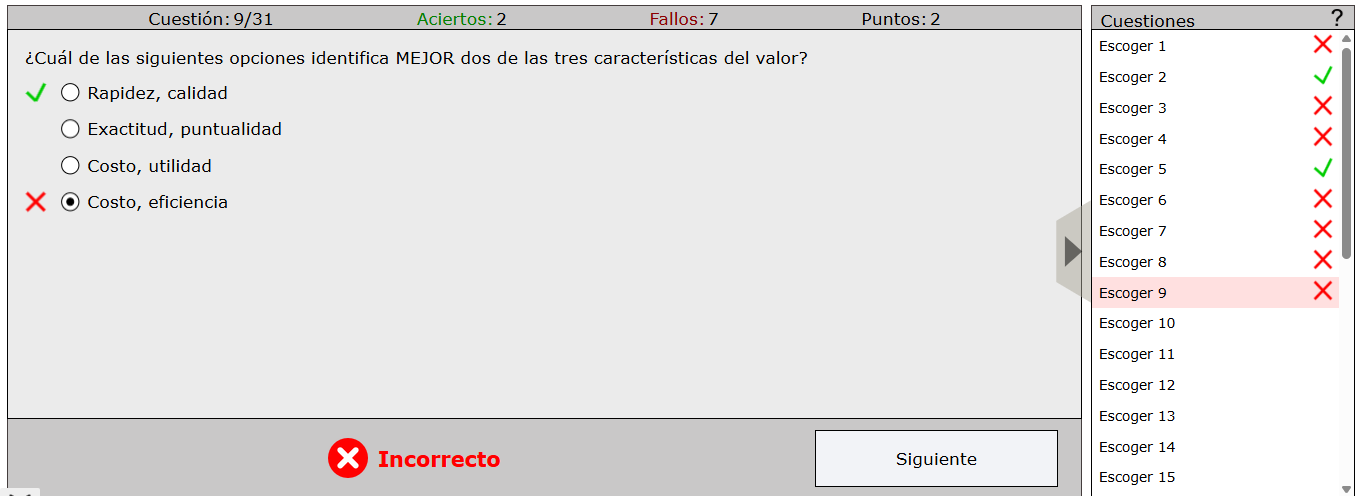 Cuestión: 9/31 Aciertos: 2 Fallos: 7 Puntos: 2
¿Cuál de las siguientes opciones identifica MEJOR dos de las tres características del valor?
Rapidez, calidad
Exactitud, puntualidad
Costo, utilidad
Costo, eficiencia
Incorrecto
Siguiente
Cuestiones ?
Escoger 1
Escoger 2
Escoger 3
Escoger 4
Escoger 5
Escoger 6
Escoger 7
Escoger 8
Escoger 9
Escoger 10
Escoger 11
Escoger 12
Escoger 13
Escoger 14
Escoger 15